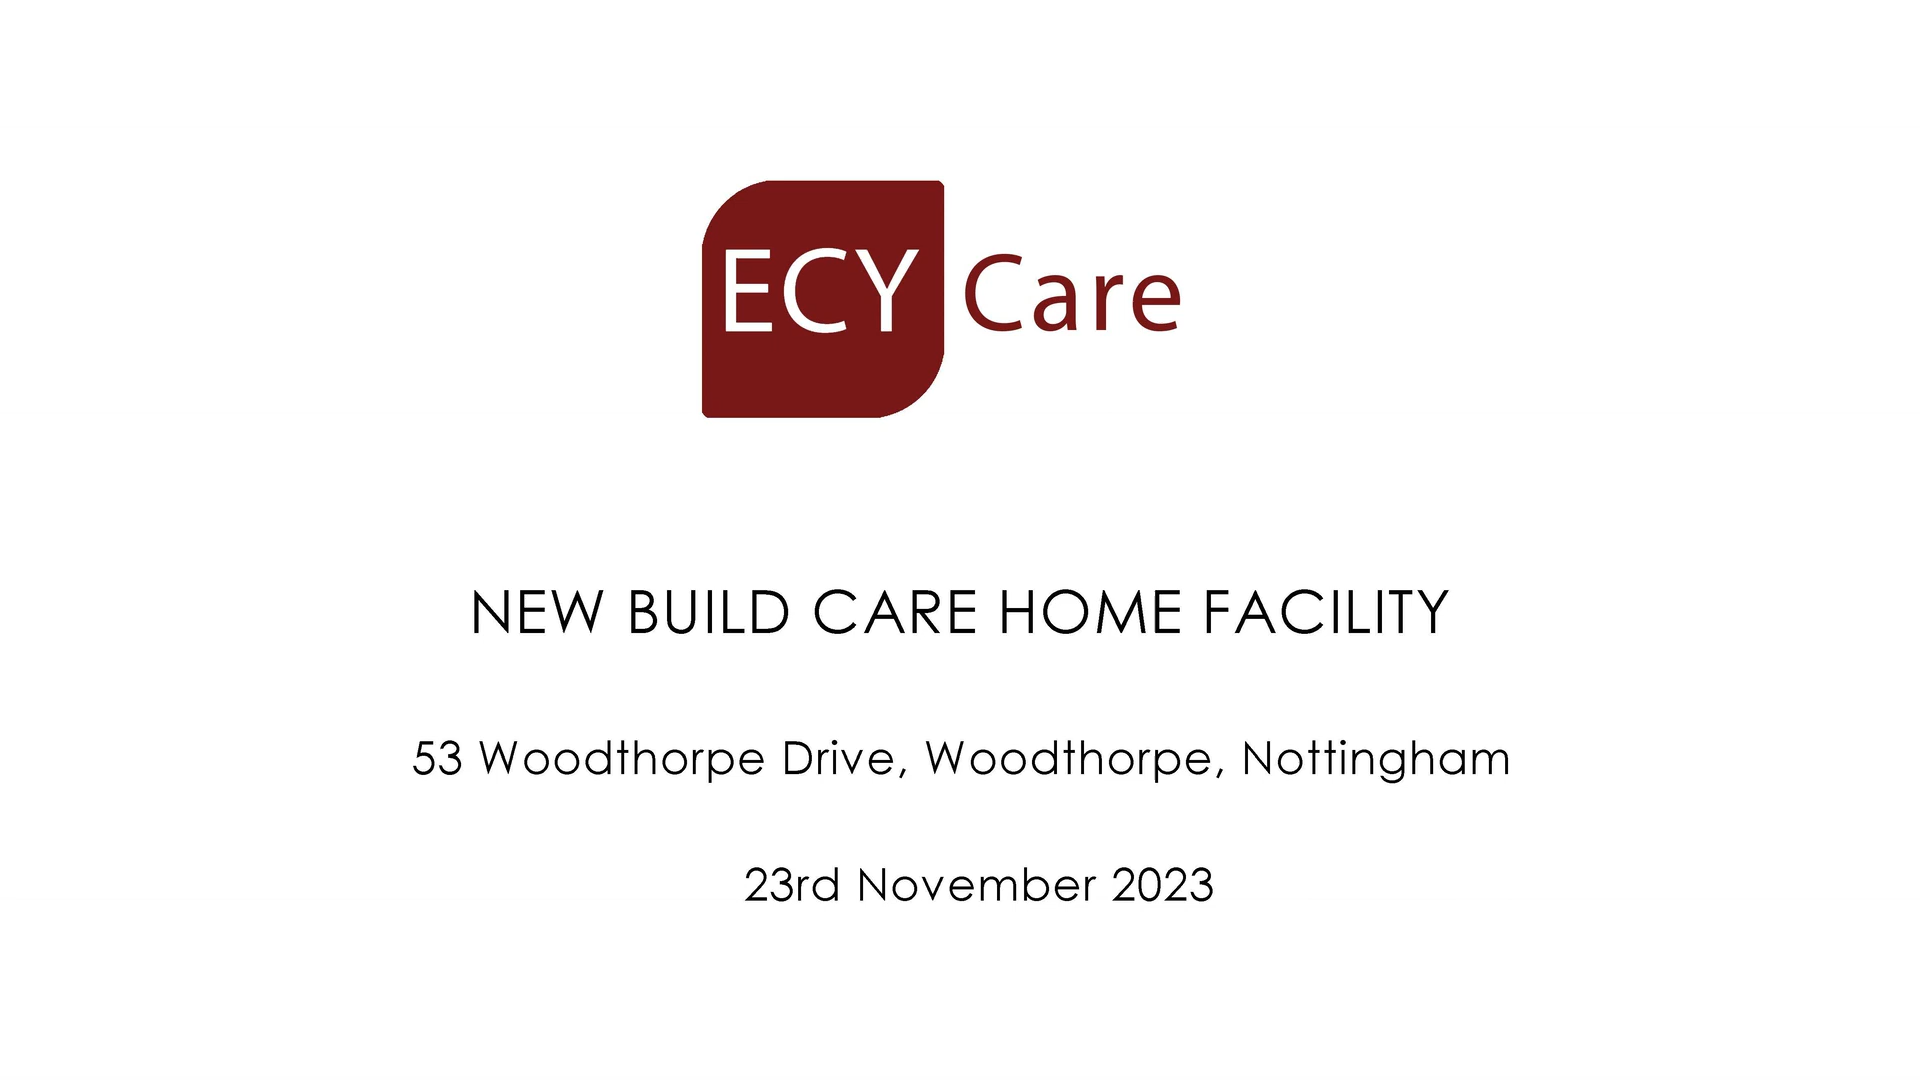 ECY Care
NEW BUILD CARE HOME FACILITY
53 Woodthorpe Drive, Woodthorpe, Nottingham
23rd November 2023